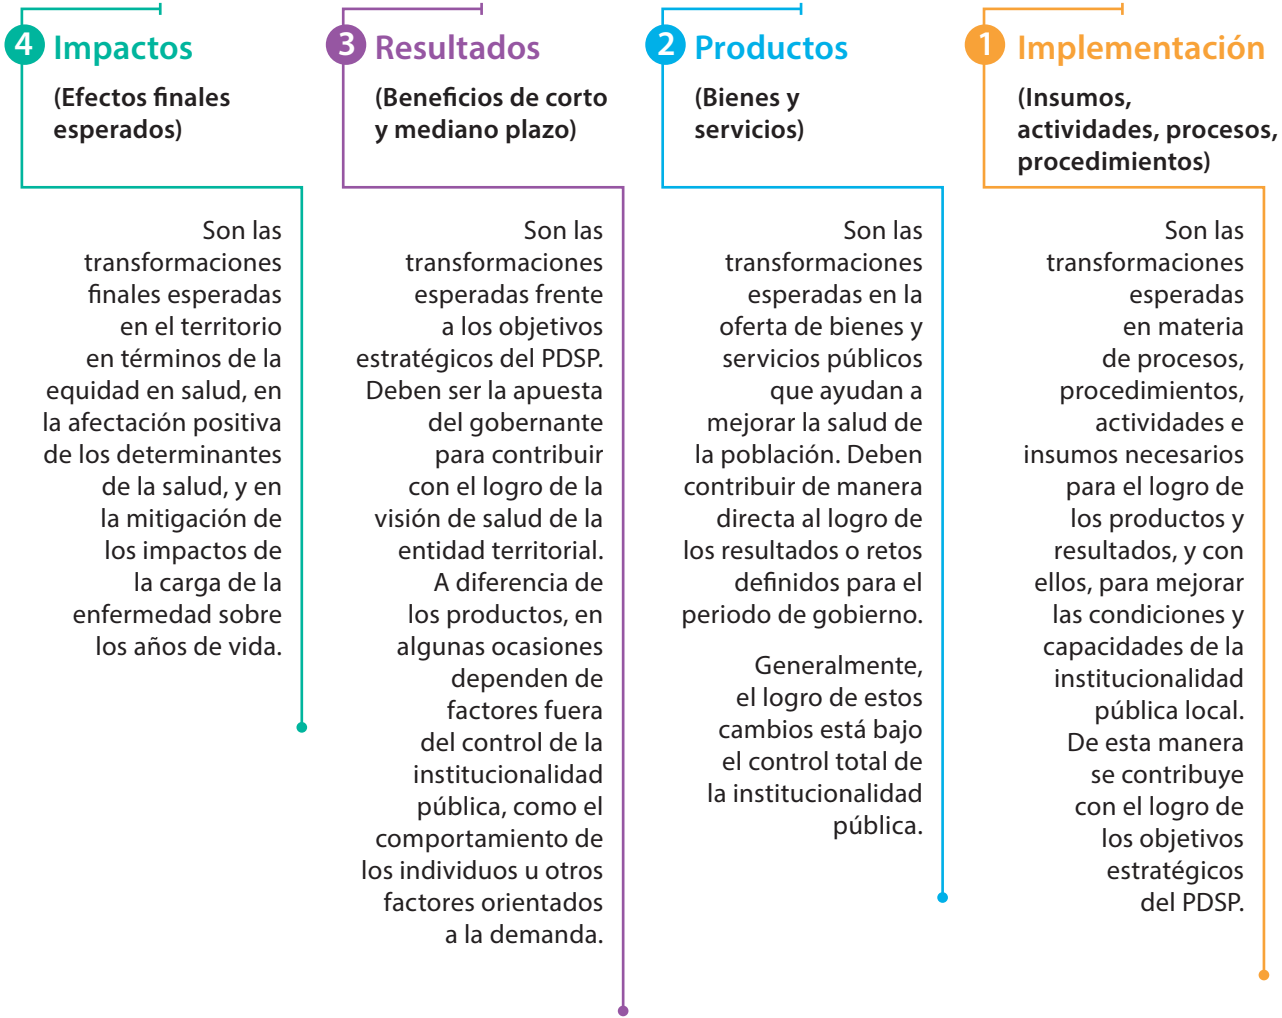 4 Impactos
(Efectos finales
esperados)
Son las
transformaciones
finales esperadas
en el territorio
en términos de la
equidad en salud, en
la afectación positiva
de los determinantes
de la salud, y en
la mitigación de
los impactos de
la carga de la
enfermedad sobre
los años de vida.
3 Resultados
(Beneficios de corto
y mediano plazo)
Son las
transformaciones
esperadas frente
a los objetivos
estratégicos del PDSP.
Deben ser la apuesta
del gobernante
para contribuir
con el logro de la
visión de salud de la
entidad territorial.
A diferencia de
los productos, en
algunas ocasiones
dependen de
factores fuera
del control de la
institucionalidad
pública, como el
comportamiento de
los individuos u otros
factores orientados
a la demanda.
2 Productos
(Bienes y
servicios)
Son las
transformaciones
esperadas en la
oferta de bienes y
servicios públicos
que ayudan a
mejorar la salud de
la población. Deben
contribuir de manera
directa al logro de
los resultados o retos
definidos para el
periodo de gobierno.
Generalmente,
el logro de estos
cambios está bajo
el control total de
la institucionalidad
pública.
1 Implementación
(Insumos,
actividades, procesos,
procedimientos)
Son las
transformaciones
esperadas
en materia
de procesos,
procedimientos,
actividades e
insumos necesarios
para el logro de
los productos y
resultados, y con
ellos, para mejorar
las condiciones y
capacidades de la
institucionalidad
pública local.
De esta manera
se contribuye
con el logro de
los objetivos
estratégicos
del PDSP.